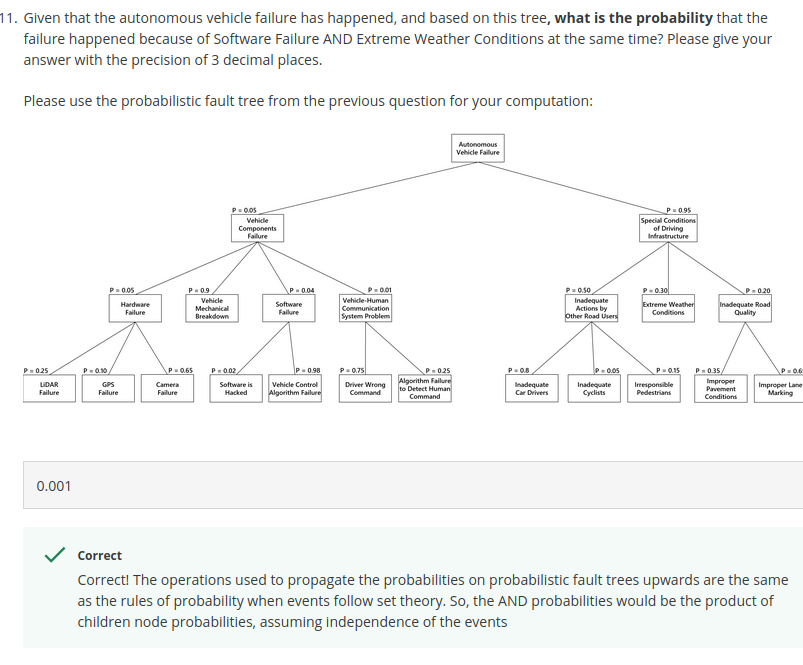 11. Given that the autonomous vehicle failure has happened, and based on this tree, what is the probability that the
failure happened because of Software Failure AND Extreme Weather Conditions at the same time? Please give your
answer with the precision of 3 decimal places.
Please use the probabilistic fault tree from the previous question for your computation:
Autonomous
Vehicle Failure
P = 0.05
Vehicle
Components
Failure
P = 0.95
Special Conditions
of Driving
Infrastructure
P = 0.05
Hardware
Failure
P = 0.9
Vehicle
Mechanical
Breakdown
P = 0.04
Software
Failure
P = 0.01
Vehicle-Human
Communication
System Problem
P = 0.50
Inadequate
Actions by
Other Road Users
P = 0.30
Extreme Weather
Conditions
P = 0.20
Inadequate Road
Quality
P = 0.25
LiDAR
Failure
P = 0.10
GPS
Failure
P = 0.65
Camera
Failure
P = 0.02
Software is
Hacked
P = 0.98
Vehicle Control
Algorithm Failure
P = 0.75
Driver Wrong
Command
P = 0.25
Algorithm Failure
to Detect Human
Command
P = 0.8
Inadequate
Car Drivers
P = 0.05
Inadequate
Cyclists
P = 0.15
Irresponsible
Pedestrians
P = 0.35
Improper
Pavement
Conditions
P = 0.6
Improper Lane
Marking
0.001
Correct
Correct! The operations used to propagate the probabilities on probabilistic fault trees upwards are the same
as the rules of probability when events follow set theory. So, the AND probabilities would be the product of
children node probabilities, assuming independence of the events